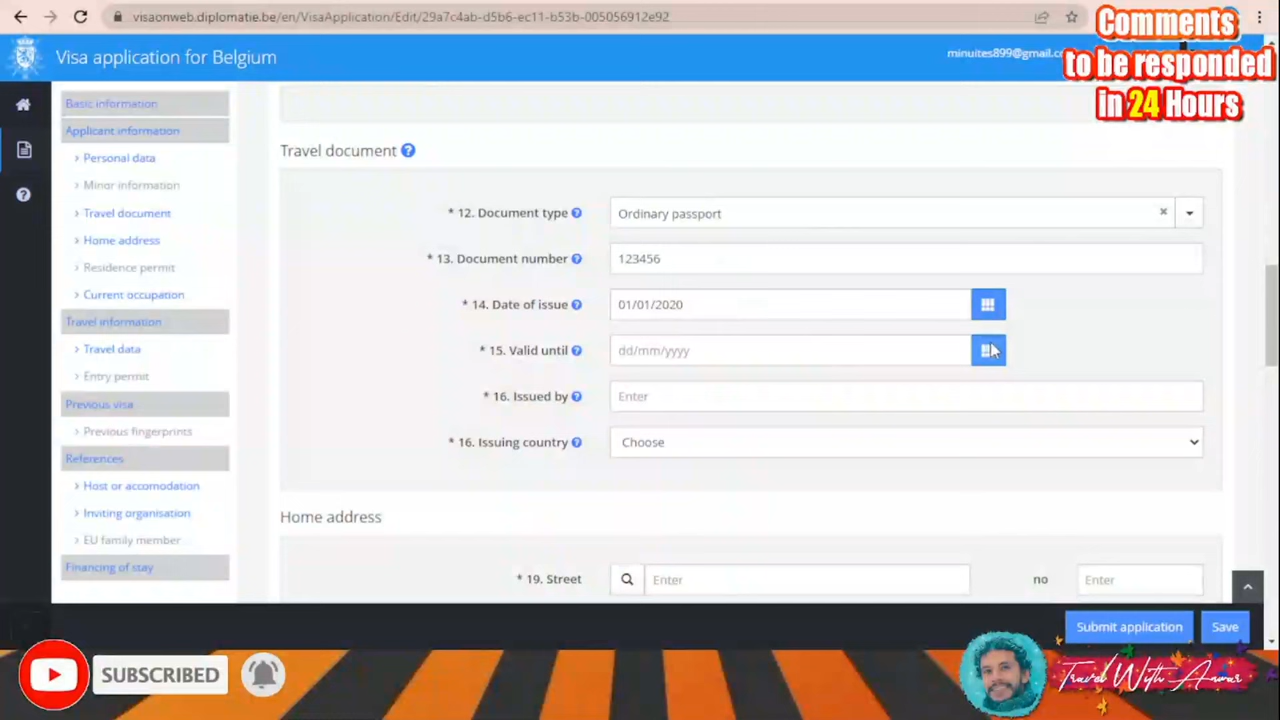 visaonweb.diplomatie.be/en/VisaApplication/Edit/29a7c4ab-d5b6-ec11-b53b-005056912e92
Comments
to be responded
in 24 Hours
Visa application for Belgium
minuites899@gmail.c
Basic information
Applicant information
Personal data
Minor information
Travel document
Home address
Residence permit
Current occupation
Travel information
Travel data
Entry permit
Previous visa
Previous fingerprints
References
Host or accomodation
Inviting organisation
EU family member
Financing of stay
Travel document ?
* 12. Document type ? Ordinary passport ×
* 13. Document number ? 123456
* 14. Date of issue ? 01/01/2020
* 15. Valid until ? dd/mm/yyyy
* 16. Issued by ? Enter
* 16. Issuing country ? Choose
Home address
* 19. Street Enter no Enter
Submit application Save
SUBSCRIBED
Travel With Anwar